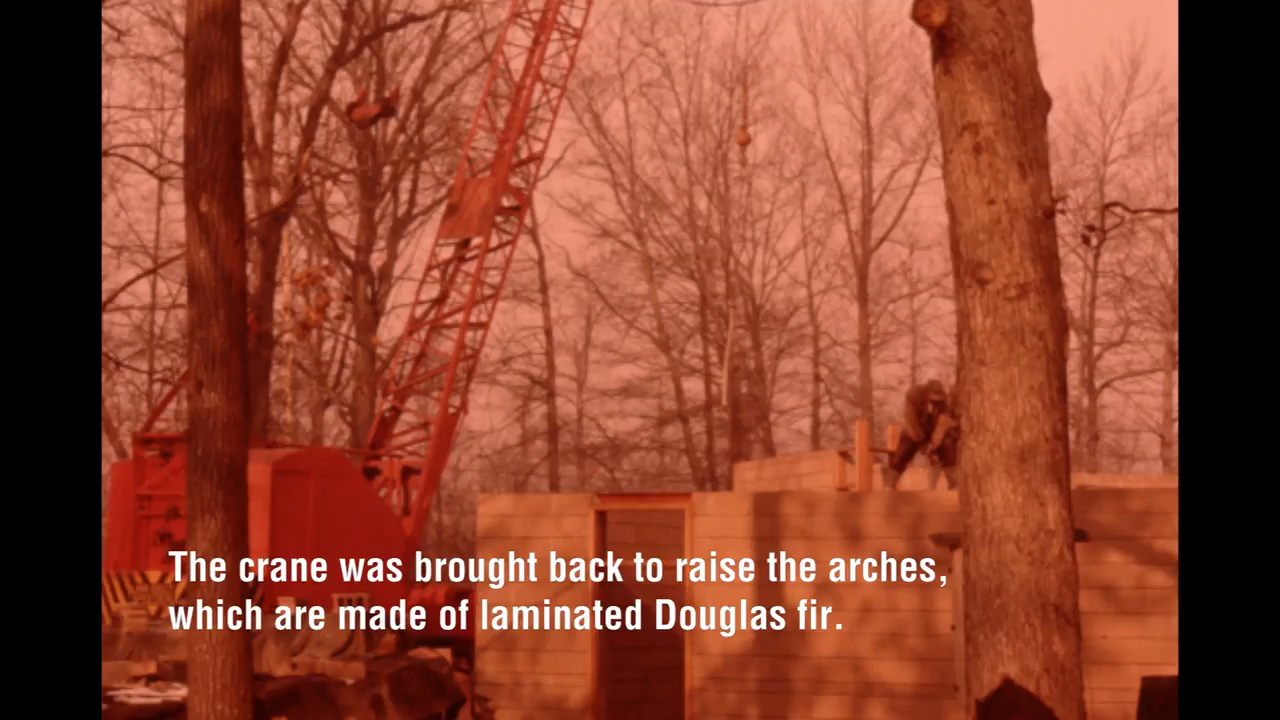 The crane was brought back to raise the arches,
which are made of laminated Douglas fir.